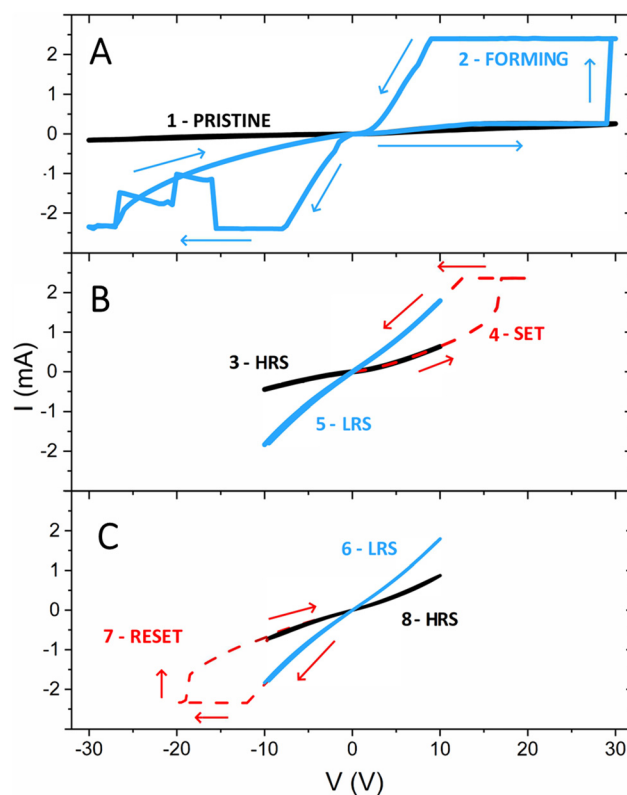 A
2 - FORMING
1 - PRISTINE
2
1
0
-1
-2
B
3 - HRS
4 - SET
5 - LRS
2
1
0
-1
-2
I (mA)
C
6 - LRS
7 - RESET
8 - HRS
2
1
0
-1
-2
-30 -20 -10 0 10 20 30
V (V)